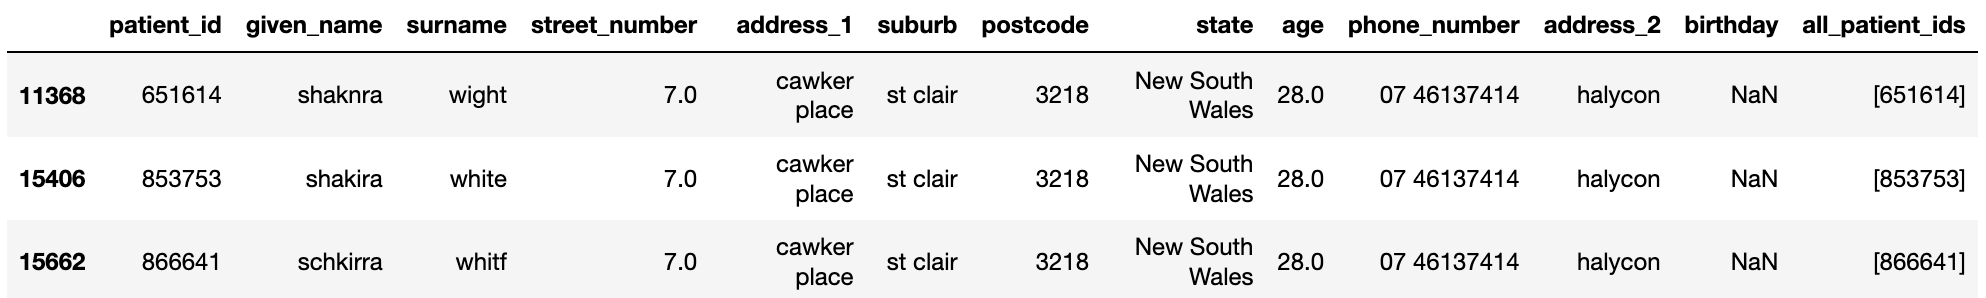 patient_id given_name surname street_number address_1 suburb postcode state age phone_number address_2 birthday all_patient_ids
11368 651614 shaknra wight 7.0 cawker place st clair 3218 New South Wales 28.0 07 46137414 halycon NaN [651614]
15406 853753 shakira white 7.0 cawker place st clair 3218 New South Wales 28.0 07 46137414 halycon NaN [853753]
15662 866641 schkirra whitf 7.0 cawker place st clair 3218 New South Wales 28.0 07 46137414 halycon NaN [866641]